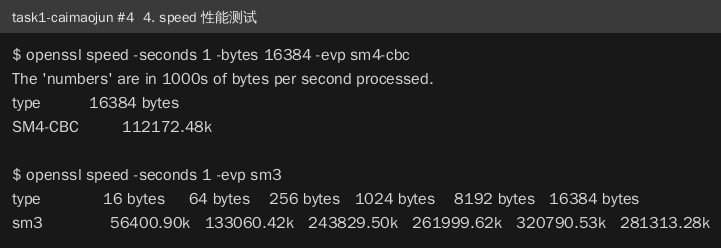 task1-caimaojun #4  4. speed 性能测试
$ openssl speed -seconds 1 -bytes 16384 -evp sm4-cbc
The 'numbers' are in 1000s of bytes per second processed.
type 16384 bytes
SM4-CBC 112172.48k
$ openssl speed -seconds 1 -evp sm3
type 16 bytes 64 bytes 256 bytes 1024 bytes 8192 bytes 16384 bytes
sm3 56400.90k 133060.42k 243829.50k 261999.62k 320790.53k 281313.28k